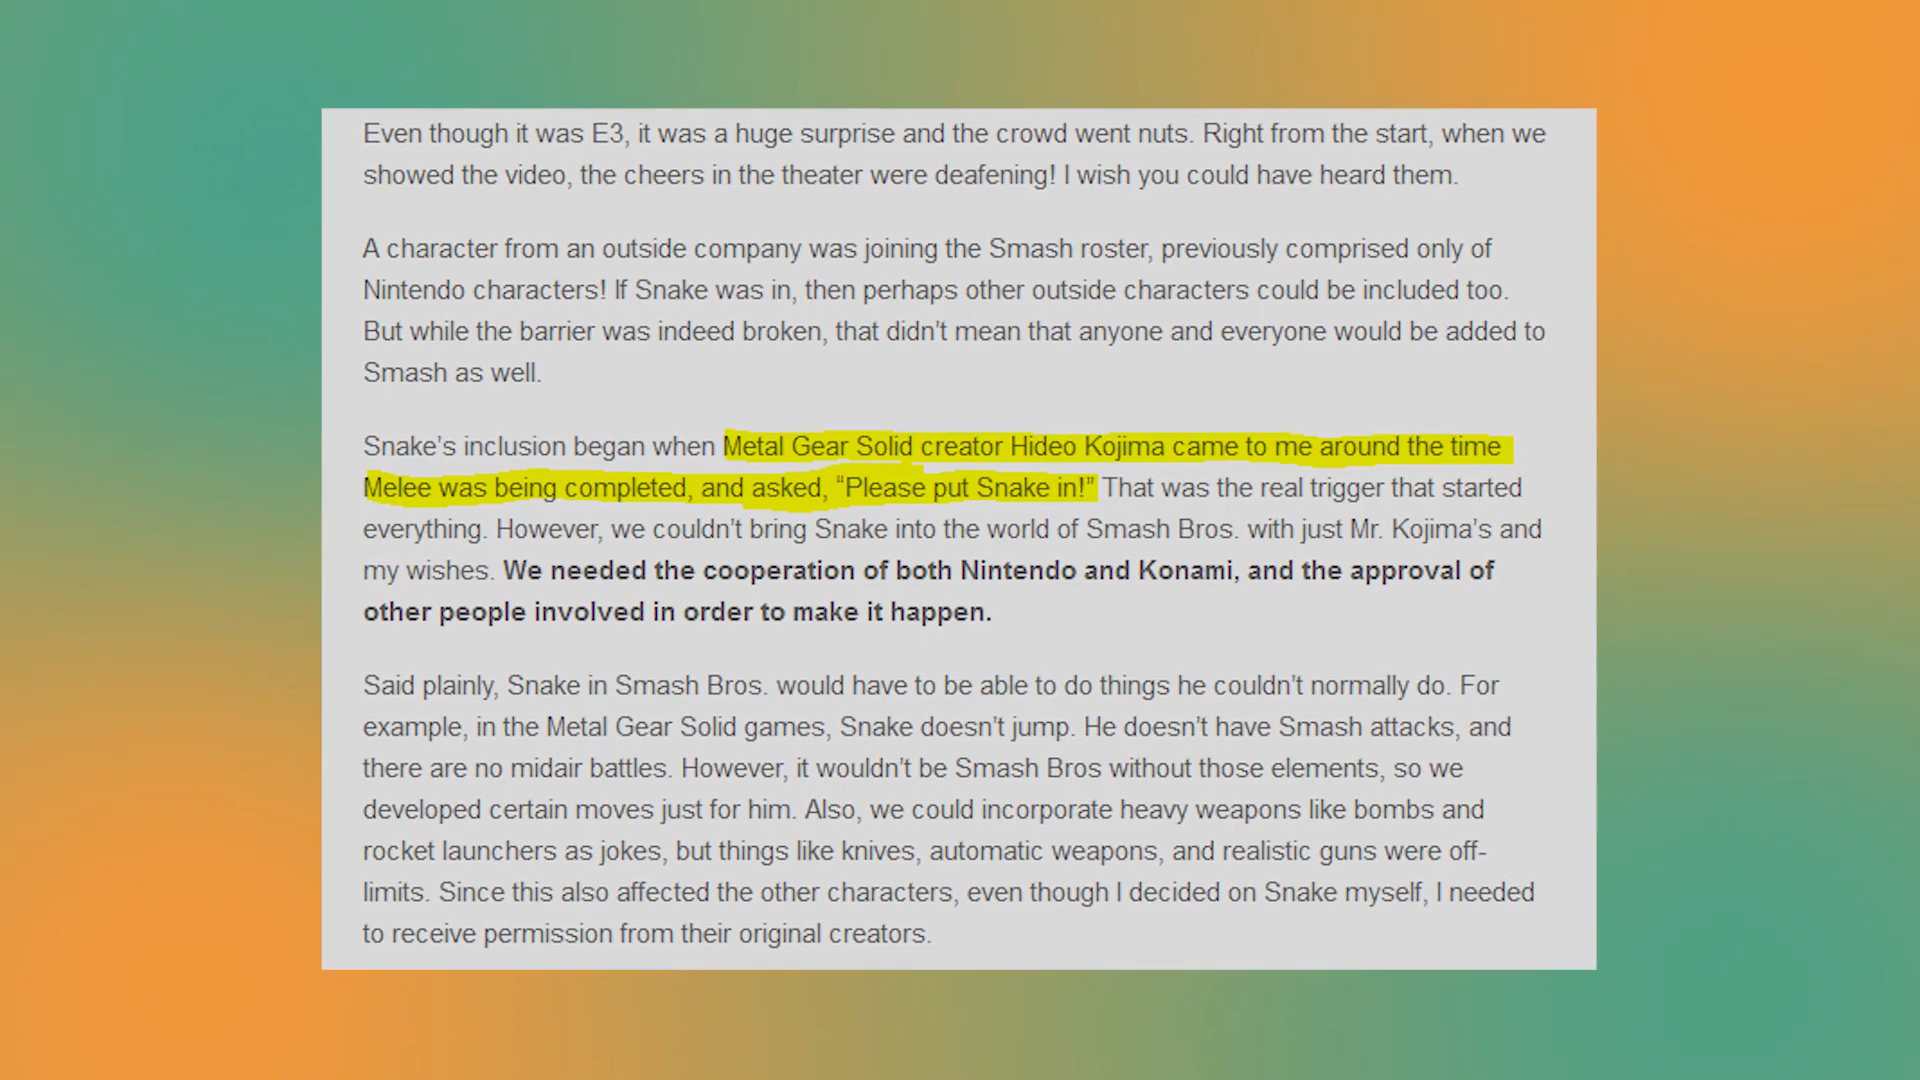 Even though it was E3, it was a huge surprise and the crowd went nuts. Right from the start, when we
showed the video, the cheers in the theater were deafening! I wish you could have heard them.
A character from an outside company was joining the Smash roster, previously comprised only of
Nintendo characters! If Snake was in, then perhaps other outside characters could be included too.
But while the barrier was indeed broken, that didn’t mean that anyone and everyone would be added to
Smash as well.
Snake’s inclusion began when Metal Gear Solid creator Hideo Kojima came to me around the time
Melee was being completed, and asked, “Please put Snake in!” That was the real trigger that started
everything. However, we couldn’t bring Snake into the world of Smash Bros. with just Mr. Kojima’s and
my wishes. We needed the cooperation of both Nintendo and Konami, and the approval of
other people involved in order to make it happen.
Said plainly, Snake in Smash Bros. would have to be able to do things he couldn’t normally do. For
example, in the Metal Gear Solid games, Snake doesn’t jump. He doesn’t have Smash attacks, and
there are no midair battles. However, it wouldn’t be Smash Bros without those elements, so we
developed certain moves just for him. Also, we could incorporate heavy weapons like bombs and
rocket launchers as jokes, but things like knives, automatic weapons, and realistic guns were off-
limits. Since this also affected the other characters, even though I decided on Snake myself, I needed
to receive permission from their original creators.